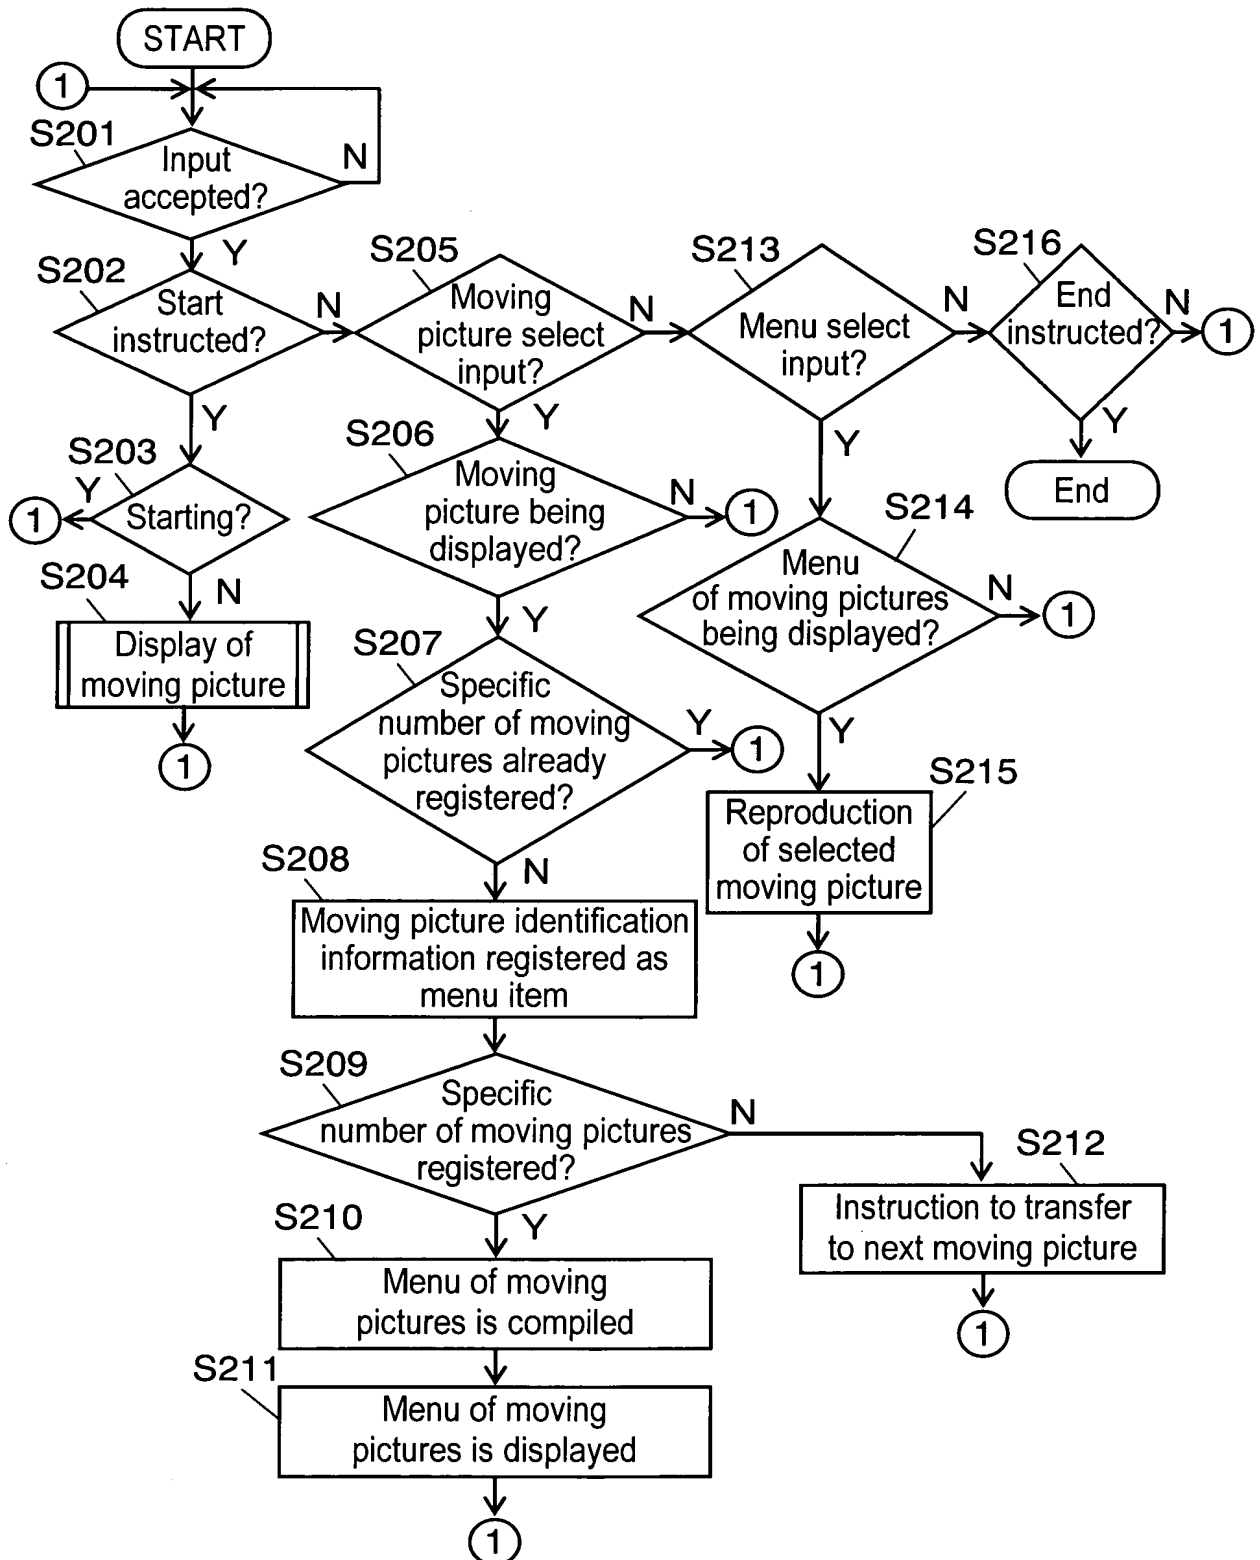 START
1
S201
Input
accepted?
N
Y
S202
Start
instructed?
N
Y
S203
Starting?
Y
1
N
S204
Display of
moving picture
1
S205
Moving
picture select
input?
N
Y
S206
Moving
picture being
displayed?
N
1
Y
S207
Specific
number of moving
pictures already
registered?
Y
1
N
S208
Moving picture identification
information registered as
menu item
S209
Specific
number of moving pictures
registered?
N
Y
S210
Menu of moving
pictures is compiled
S211
Menu of moving
pictures is displayed
1
S212
Instruction to transfer
to next moving picture
1
S213
Menu select
input?
N
Y
S214
Menu
of moving pictures
being displayed?
N
1
Y
S215
Reproduction
of selected
moving picture
1
S216
End
instructed?
N
1
Y
End